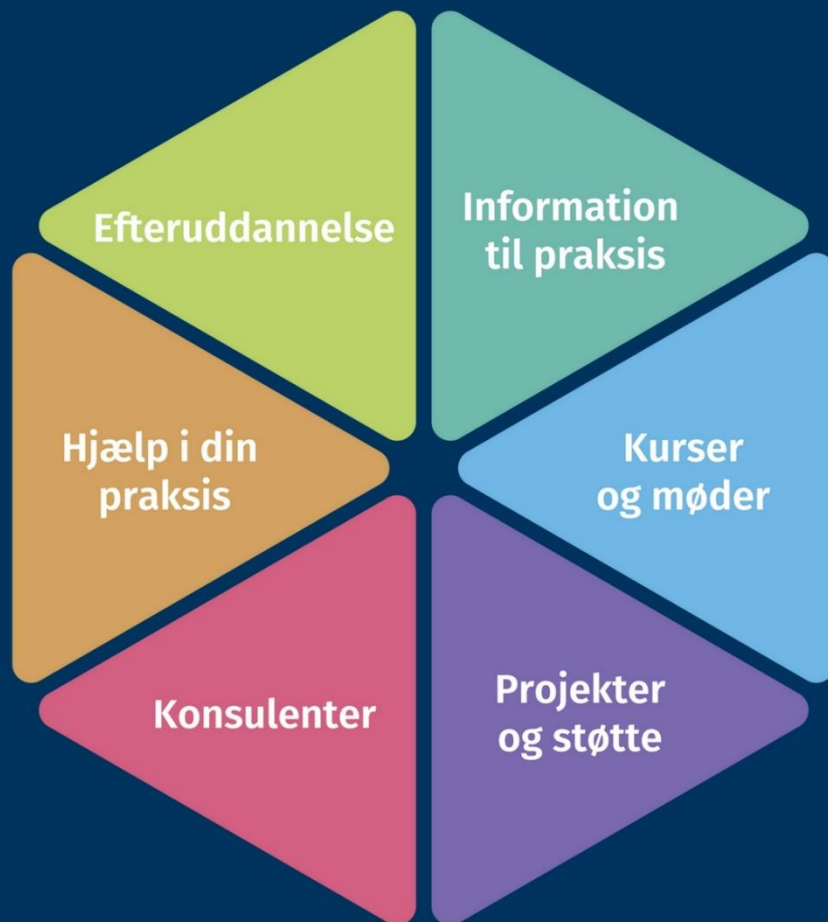 Efteruddannelse
Information
til praksis
Hjælp i din
praksis
Kurser
og møder
Konsulenter
Projekter
og støtte